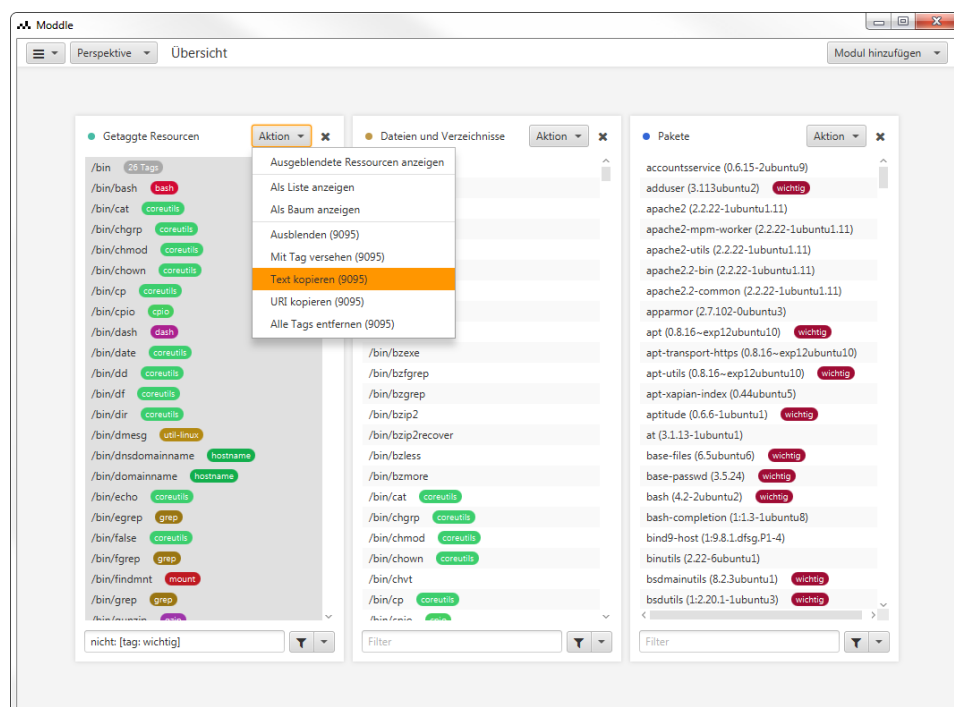 Moddle
Perspektive
Übersicht
Modul hinzufügen
Getaggte Resourcen
Aktion
/bin 26 Tags
/bin/bash bash
/bin/cat coreutils
/bin/chgrp coreutils
/bin/chmod coreutils
/bin/chown coreutils
/bin/cp coreutils
/bin/cpio cpio
/bin/dash dash
/bin/date coreutils
/bin/dd coreutils
/bin/df coreutils
/bin/dir coreutils
/bin/dmesg util-linux
/bin/dnsdomainname hostname
/bin/domainname hostname
/bin/echo coreutils
/bin/egrep grep
/bin/false coreutils
/bin/fgrep grep
/bin/findmnt mount
/bin/grep grep
nicht: [tag: wichtig]
Ausgeblendete Ressourcen anzeigen
Als Liste anzeigen
Als Baum anzeigen
Ausblenden (9095)
Mit Tag versehen (9095)
Text kopieren (9095)
URI kopieren (9095)
Alle Tags entfernen (9095)
Dateien und Verzeichnisse
Aktion
/bin/bzexe
/bin/bzfgrep
/bin/bzgrep
/bin/bzip2
/bin/bzip2recover
/bin/bzless
/bin/bzmore
/bin/cat coreutils
/bin/chgrp coreutils
/bin/chmod coreutils
/bin/chown coreutils
/bin/chvt
/bin/cp coreutils
Filter
Pakete
Aktion
accountsservice (0.6.15-2ubuntu9)
adduser (3.113ubuntu2) wichtig
apache2 (2.2.22-1ubuntu1.11)
apache2-mpm-worker (2.2.22-1ubuntu1.11)
apache2-utils (2.2.22-1ubuntu1.11)
apache2.2-bin (2.2.22-1ubuntu1.11)
apache2.2-common (2.2.22-1ubuntu1.11)
apparmor (2.7.102-0ubuntu3)
apt (0.8.16~exp12ubuntu10) wichtig
apt-transport-https (0.8.16~exp12ubuntu10)
apt-utils (0.8.16~exp12ubuntu10) wichtig
apt-xapian-index (0.44ubuntu5)
aptitude (0.6.6-1ubuntu1) wichtig
at (3.1.13-1ubuntu1)
base-files (6.5ubuntu6) wichtig
base-passwd (3.5.24) wichtig
bash (4.2-2ubuntu2) wichtig
bash-completion (1:1.3-1ubuntu8)
bind9-host (1:9.8.1.dfsg.P1-4)
binutils (2.22-6ubuntu1)
bsdmainutils (8.2.3ubuntu1) wichtig
bsdutils (1:2.20.1-1ubuntu3) wichtig
Filter